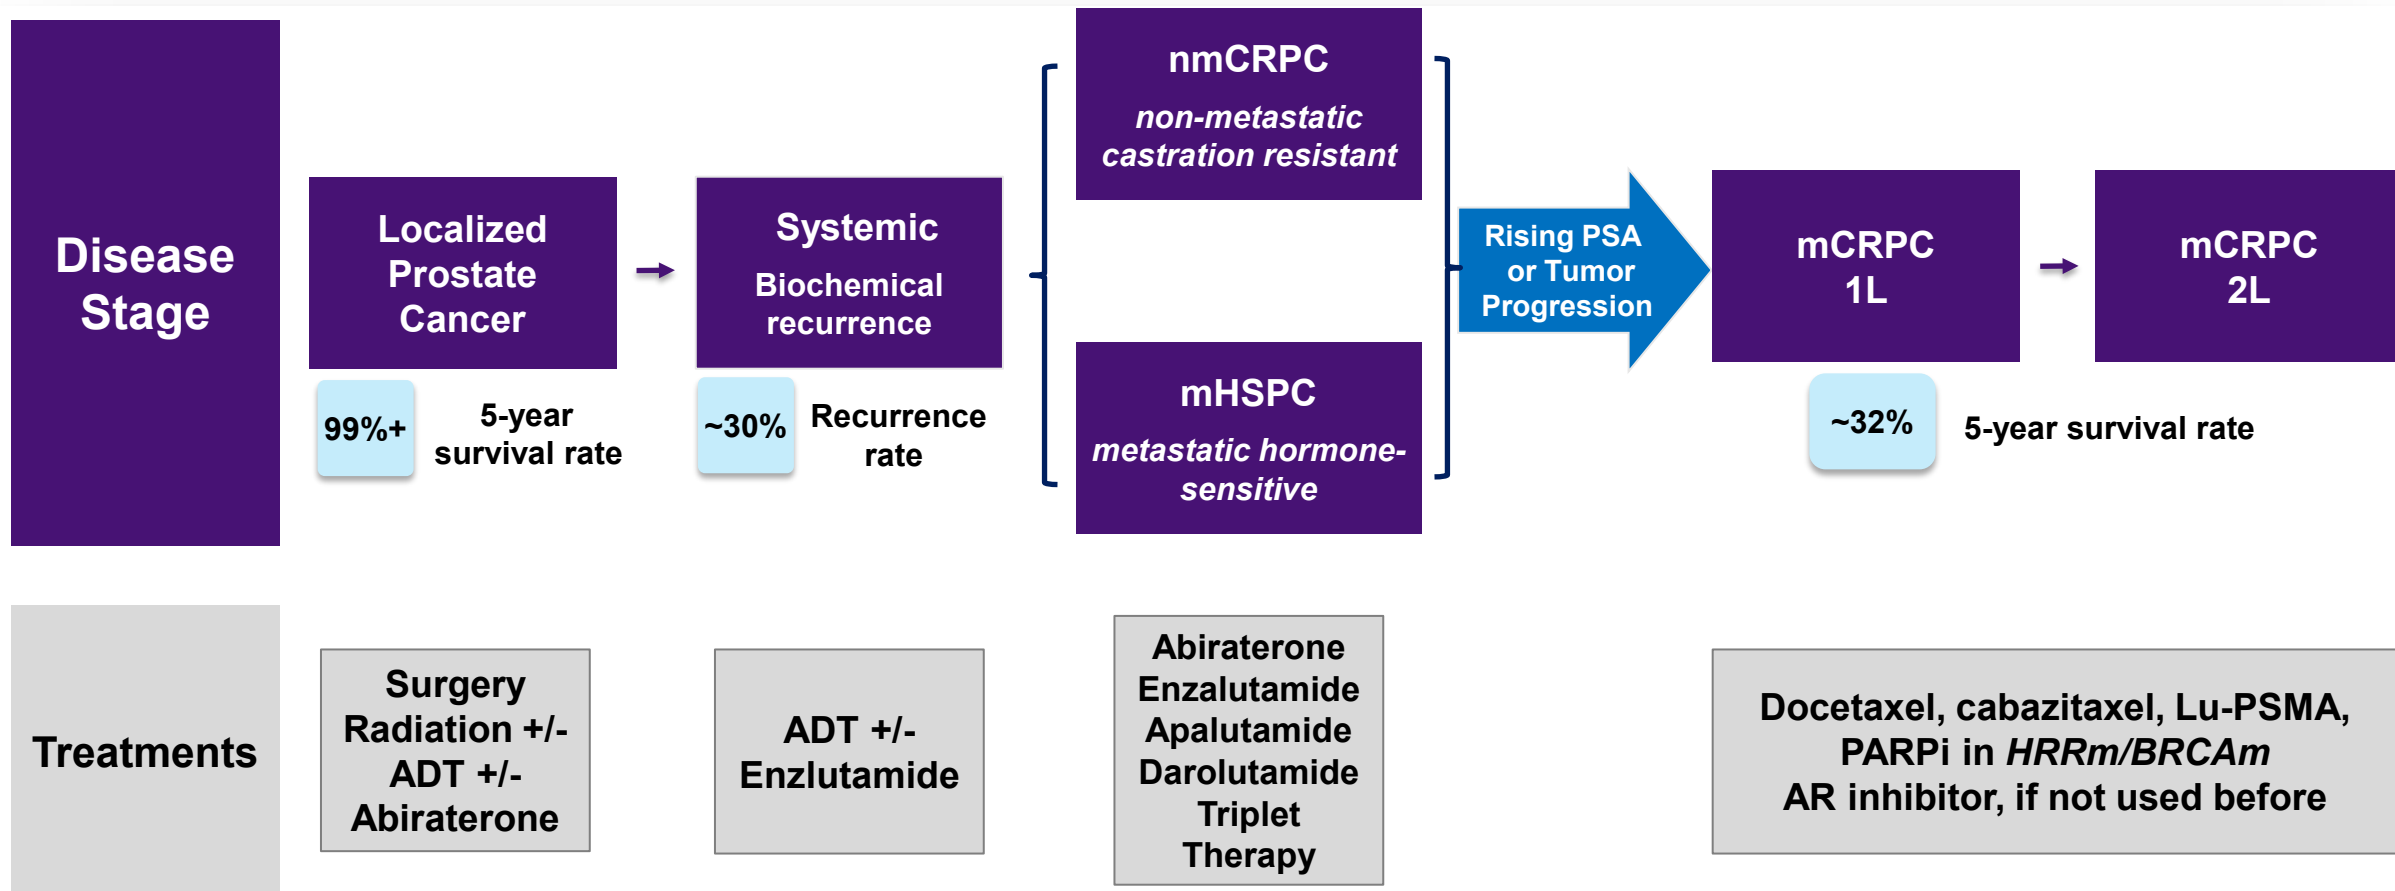 Disease
Stage
Localized
Prostate
Cancer
99%+
5-year
survival rate
Systemic
Biochemical
recurrence
~30%
Recurrence
rate
nmCRPC
non-metastatic
castration resistant
mHSPC
metastatic hormone-
sensitive
Rising PSA
or Tumor
Progression
mCRPC
1L
~32%
5-year survival rate
mCRPC
2L
Treatments
Surgery
Radiation +/-
ADT +/-
Abiraterone
ADT +/-
Enzlutamide
Abiraterone
Enzalutamide
Apalutamide
Darolutamide
Triplet
Therapy
Docetaxel, cabazitaxel, Lu-PSMA,
PARPi in HRRm/BRCAm
AR inhibitor, if not used before